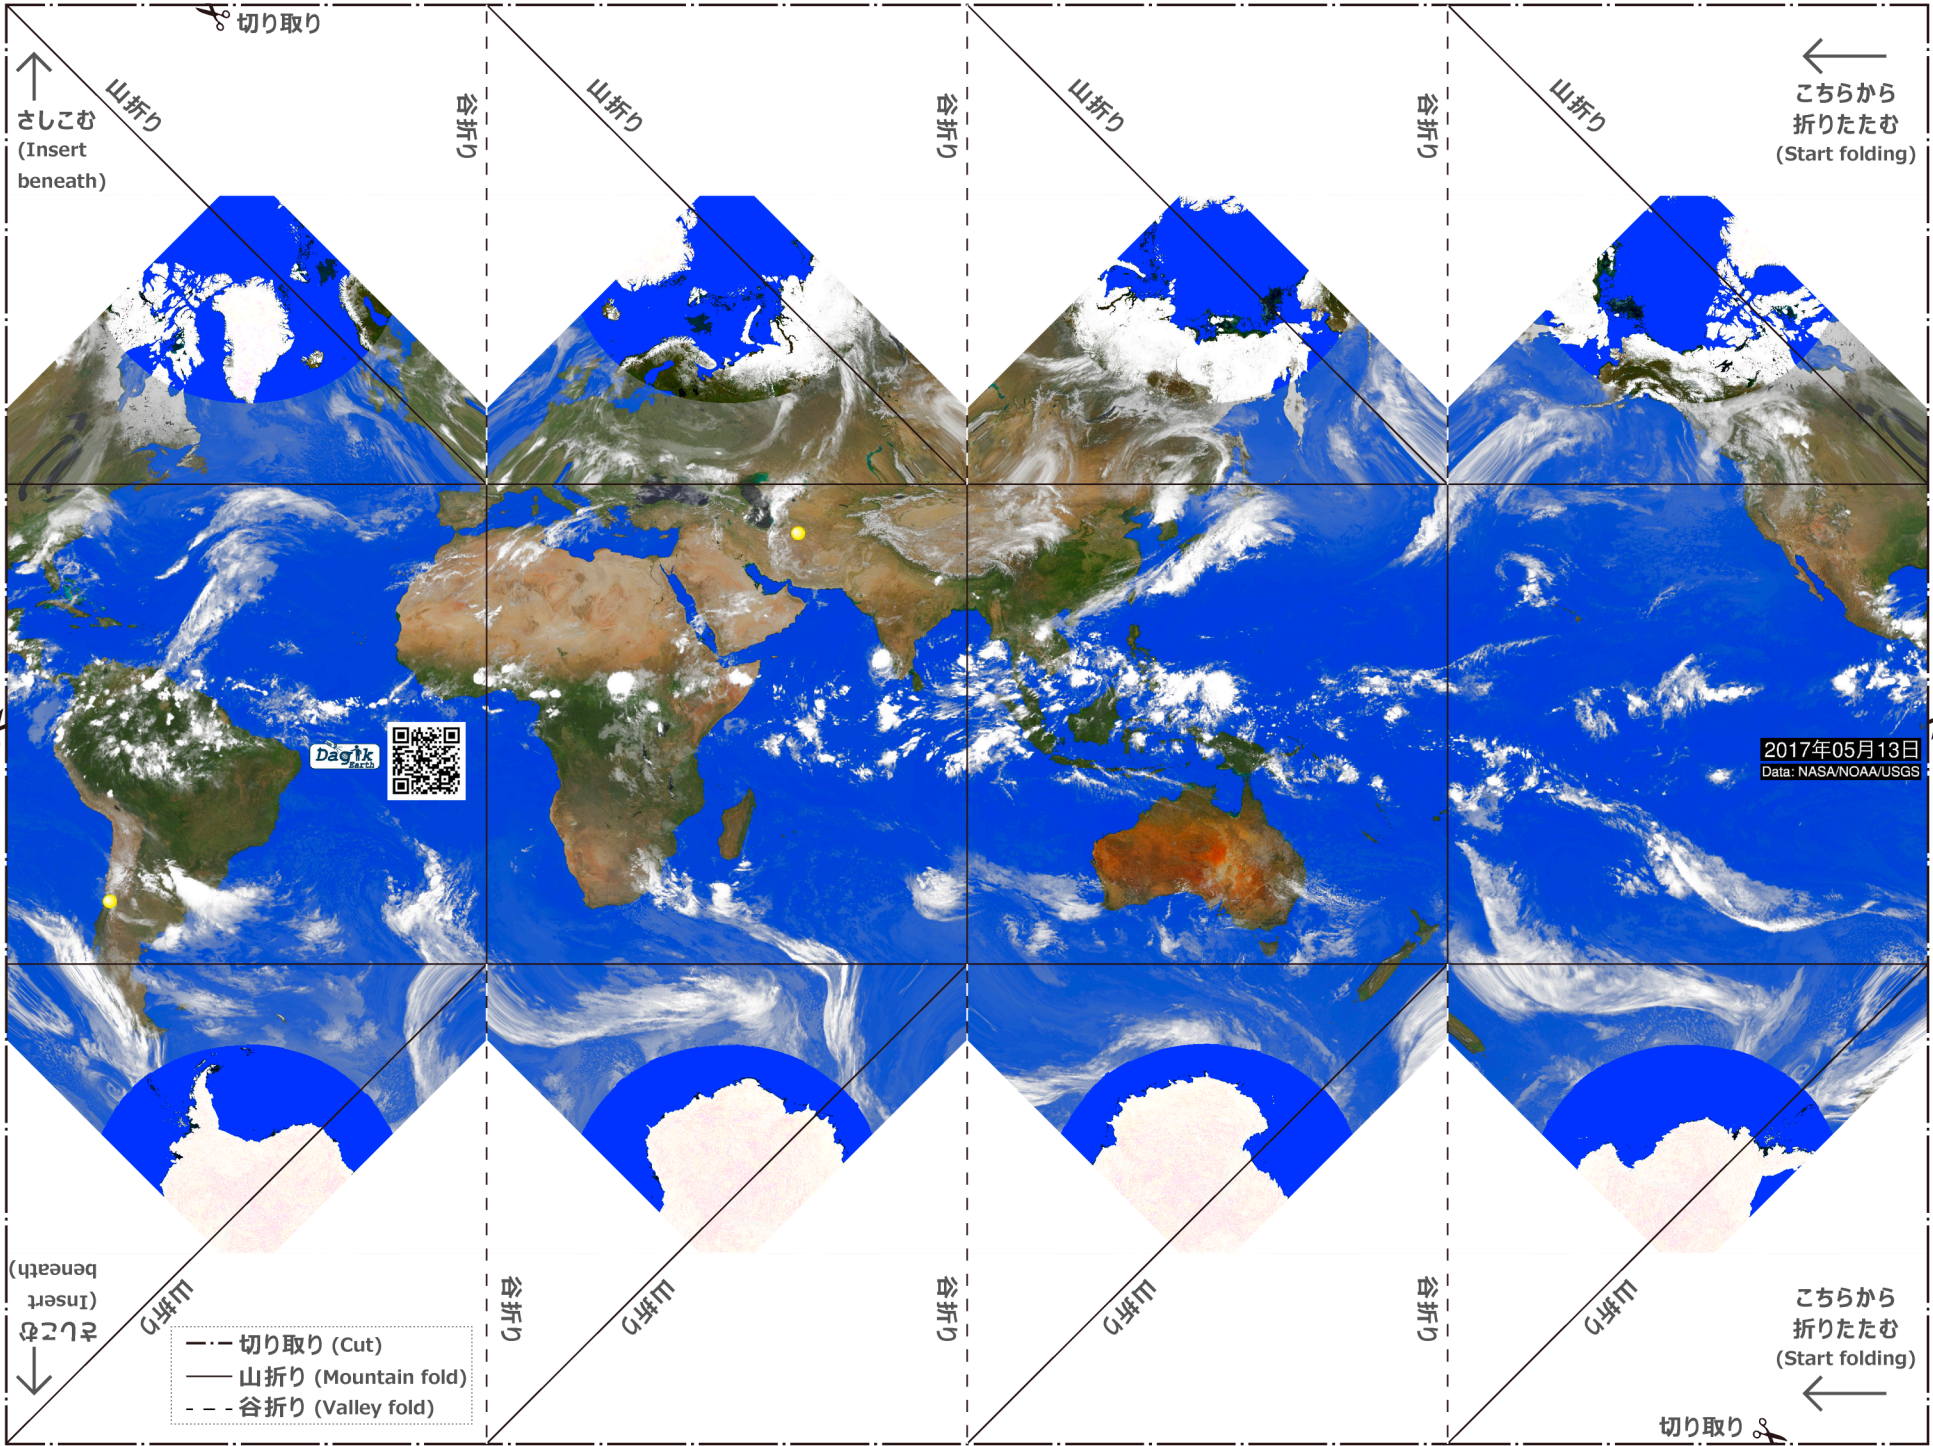 切り取り
山折り
谷折り
山折り
谷折り
山折り
谷折り
山折り
さしこむ
(Insert
beneath)
こちらから
折りたたむ
(Start folding)
Dagik
Earth
2017年05月13日
Data: NASA/NOAA/USGS
さしこむ
(Insert
beneath)
山折り
谷折り
山折り
谷折り
山折り
谷折り
山折り
切り取り (Cut)
山折り (Mountain fold)
谷折り (Valley fold)
こちらから
折りたたむ
(Start folding)
切り取り